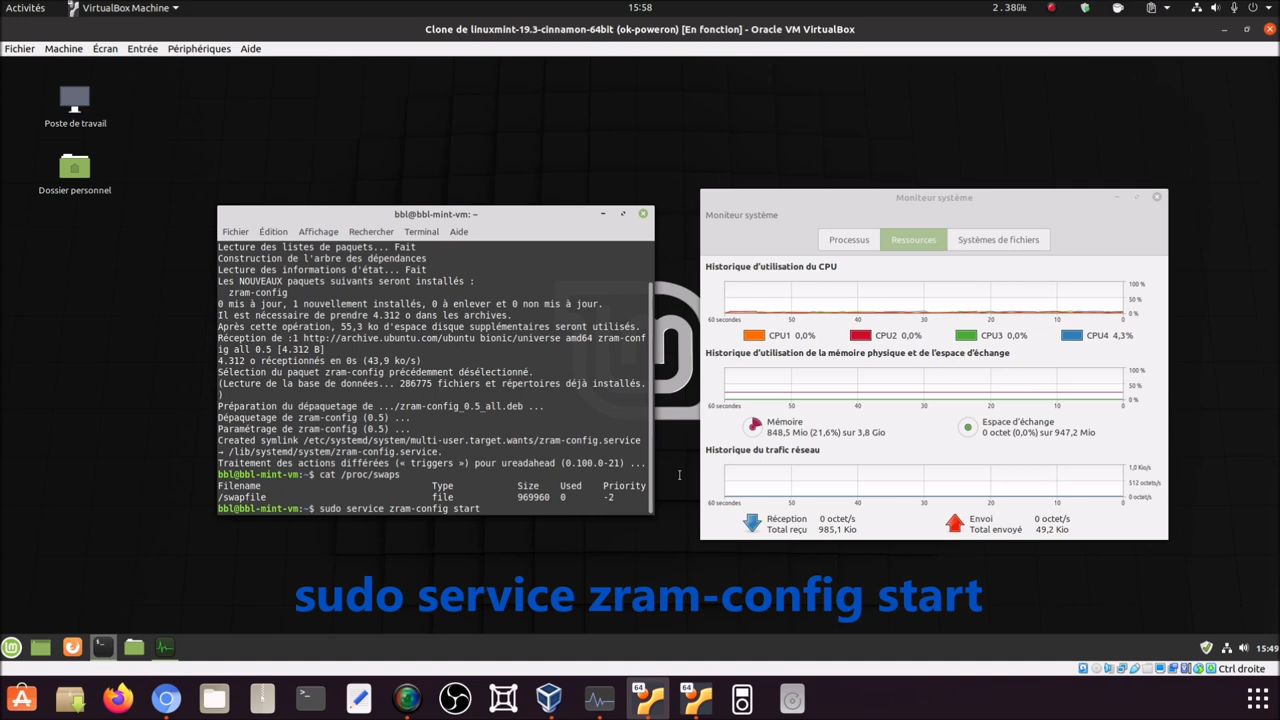 Activités
VirtualBox Machine
15:58
2.38GHz
Clone de linuxmint-19.3-cinnamon-64bit (ok-poweron) [En fonction] - Oracle VM VirtualBox
Fichier Machine Écran Entrée Périphériques Aide
Poste de travail
Dossier personnel
bbl@bbl-mint-vm: ~
Fichier Édition Affichage Rechercher Terminal Aide
Lecture des listes de paquets... Fait
Construction de l'arbre des dépendances
Lecture des informations d'état... Fait
Les NOUVEAUX paquets suivants seront installés :
zram-config
0 mis à jour, 1 nouvellement installés, 0 à enlever et 0 non mis à jour.
Il est nécessaire de prendre 4.312 o dans les archives.
Après cette opération, 55,3 ko d'espace disque supplémentaires seront utilisés.
Réception de :1 http://archive.ubuntu.com/ubuntu bionic/universe amd64 zram-conf
ig all 0.5 [4.312 B]
4.312 o réceptionnés en 0s (43,9 ko/s)
Sélection du paquet zram-config précédemment désélectionné.
(Lecture de la base de données... 286775 fichiers et répertoires déjà installés.
)
Préparation du dépaquetage de .../zram-config_0.5_all.deb ...
Dépaquetage de zram-config (0.5) ...
Paramétrage de zram-config (0.5) ...
Created symlink /etc/systemd/system/multi-user.target.wants/zram-config.service
→ /lib/systemd/system/zram-config.service.
Traitement des actions différées (« triggers ») pour ureadahead (0.100.0-21) ...
bbl@bbl-mint-vm:~$ cat /proc/swaps
Filename Type Size Used Priority
/swapfile file 969960 0 -2
bbl@bbl-mint-vm:~$ sudo service zram-config start
Moniteur système
Moniteur système
Processus Ressources Systèmes de fichiers
Historique d'utilisation du CPU
100 %
50 %
0 %
60 secondes 50 40 30 20 10 0
CPU1 0,0% CPU2 0,0% CPU3 0,0% CPU4 4,3%
Historique d'utilisation de la mémoire physique et de l'espace d'échange
100 %
50 %
0 %
60 secondes 50 40 30 20 10 0
Mémoire
848,5 Mio (21,6%) sur 3,8 Gio
Espace d'échange
0 octet (0,0%) sur 947,2 Mio
Historique du trafic réseau
1,0 Kio/s
512 octets/s
0 octet/s
60 secondes 50 40 30 20 10 0
Réception 0 octet/s
Total reçu 985,1 Kio
Envoi 0 octet/s
Total envoyé 49,2 Kio
sudo service zram-config start
15:49
Ctrl droite
64
64